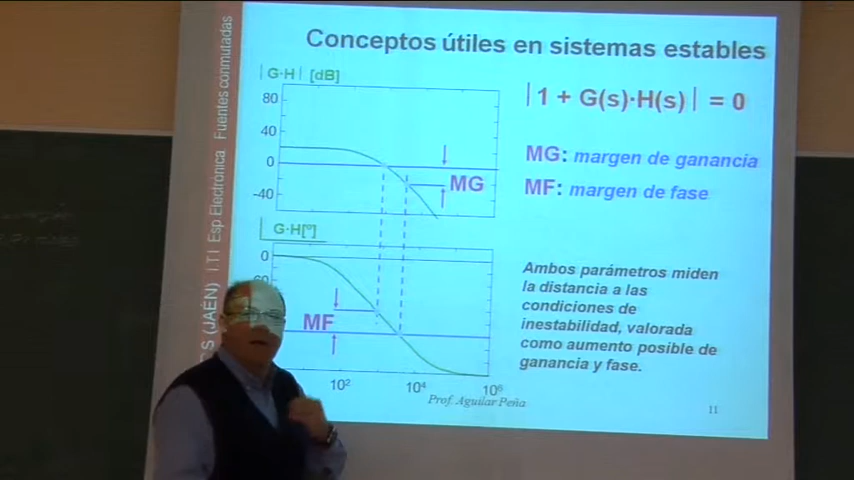 Conceptos útiles en sistemas estables
|G·H| [dB]
80
40
0
-40
MG
|1 + G(s)·H(s)| = 0
MG: margen de ganancia
MF: margen de fase
G·H[º]
0
MF
10²
10⁴
10⁶
Ambos parámetros miden
la distancia a las
condiciones de
inestabilidad, valorada
como aumento posible de
ganancia y fase.
Prof. Aguilar Peña
11
(JAÉN)
I T I Esp Electrónica
Fuentes conmutadas